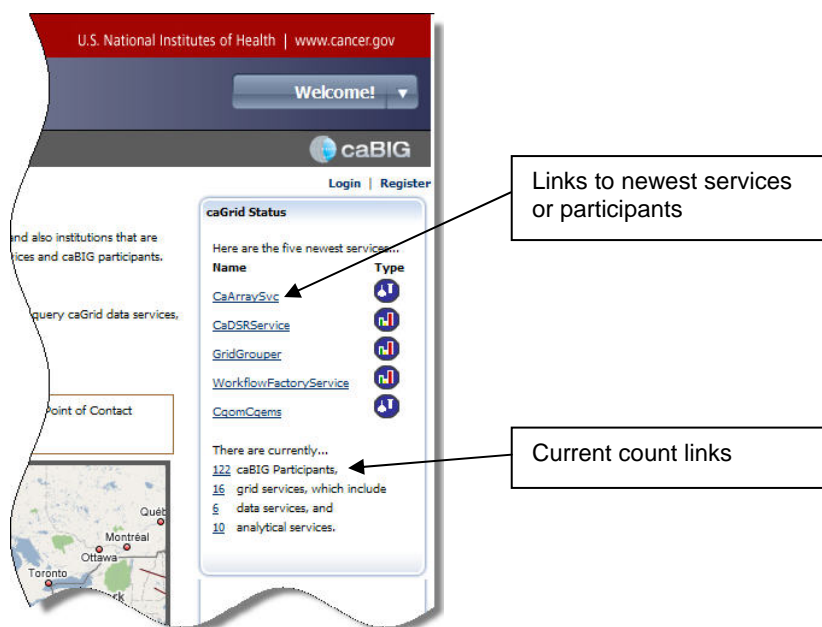 U.S. National Institutes of Health | www.cancer.gov
Welcome!
caBIG
Login | Register
caGrid Status
and also institutions that are
Here are the five newest services...
ices and caBIG participants.
Name Type
CaArraySvc
query caGrid data services,
CaDSRService
GridGrouper
WorkflowFactoryService
CqomCqems
Point of Contact
There are currently...
122 caBIG Participants,
16 grid services, which include
6 data services, and
10 analytical services.
Québ
Montréal
Ottawa
Toronto
rk
Links to newest services
or participants
Current count links